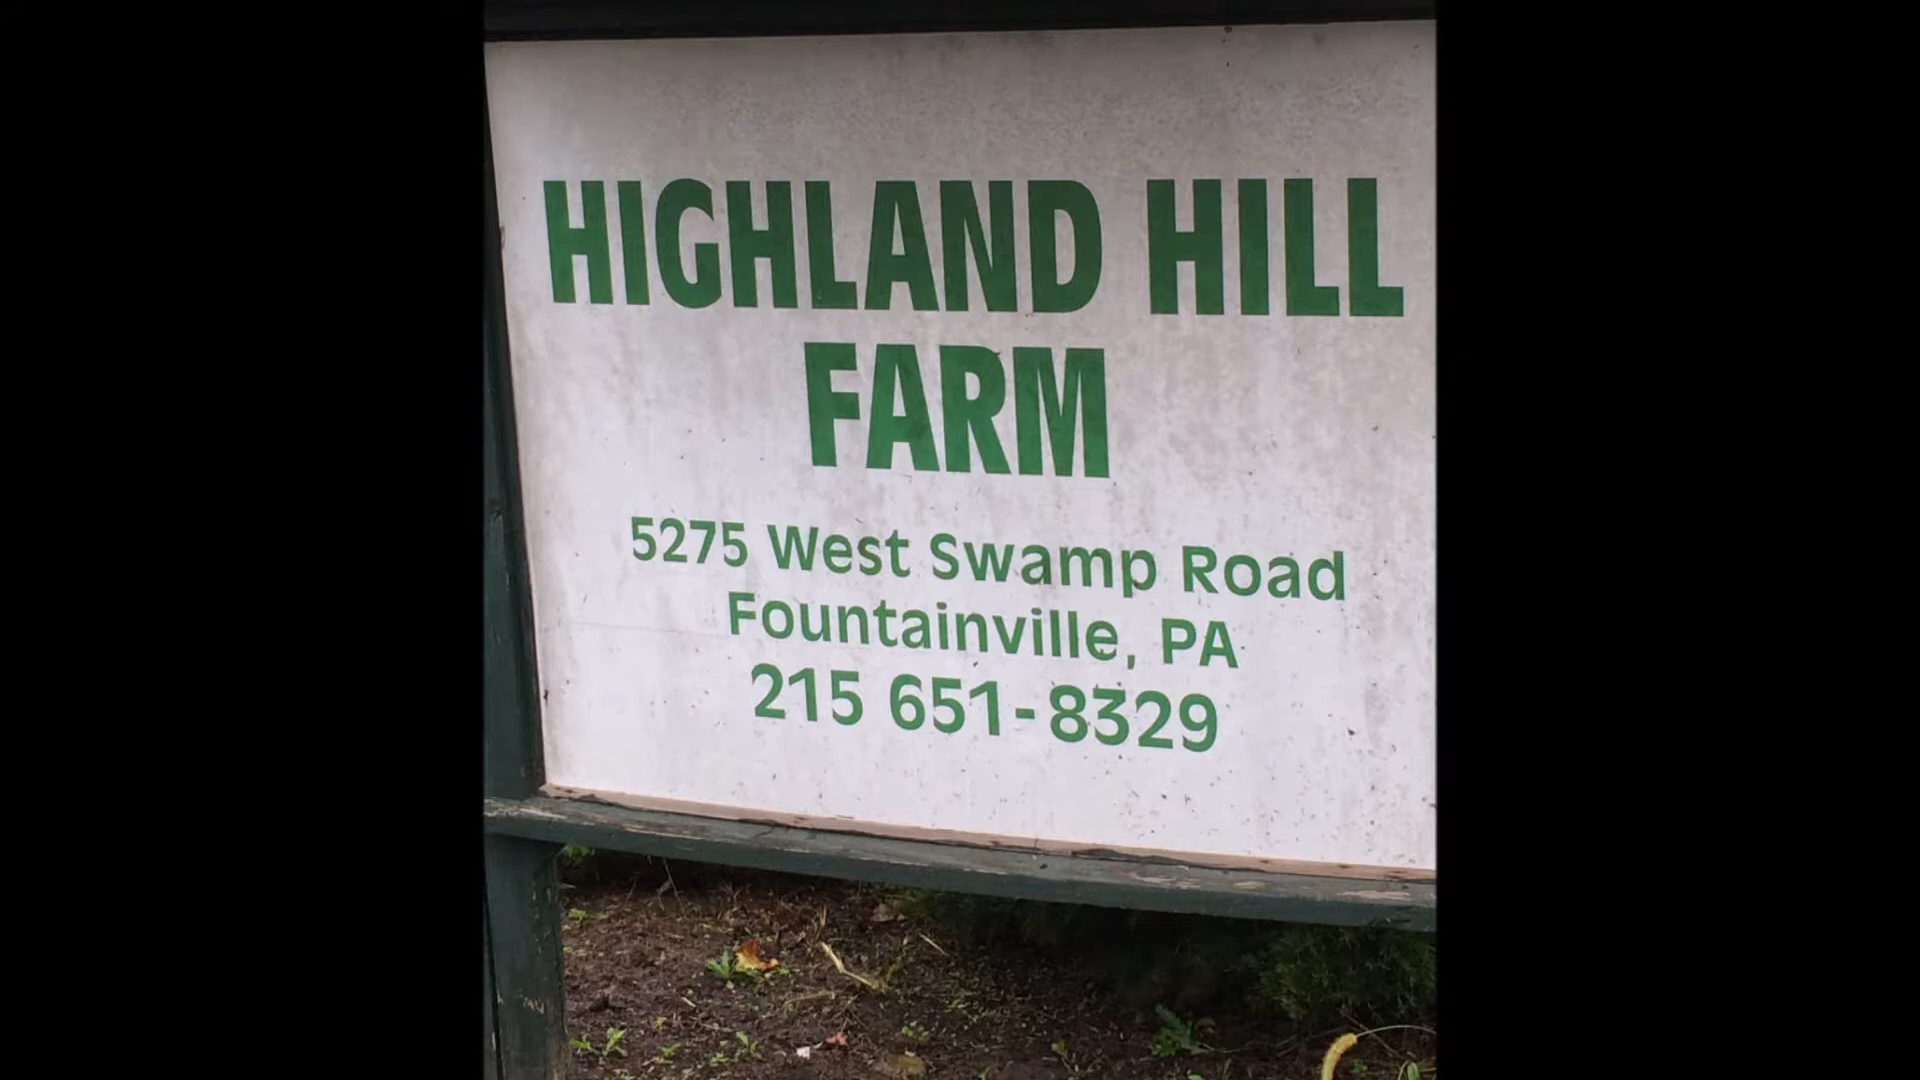 HIGHLAND HILL
FARM
5275 West Swamp Road
Fountainville, PA
215 651-8329